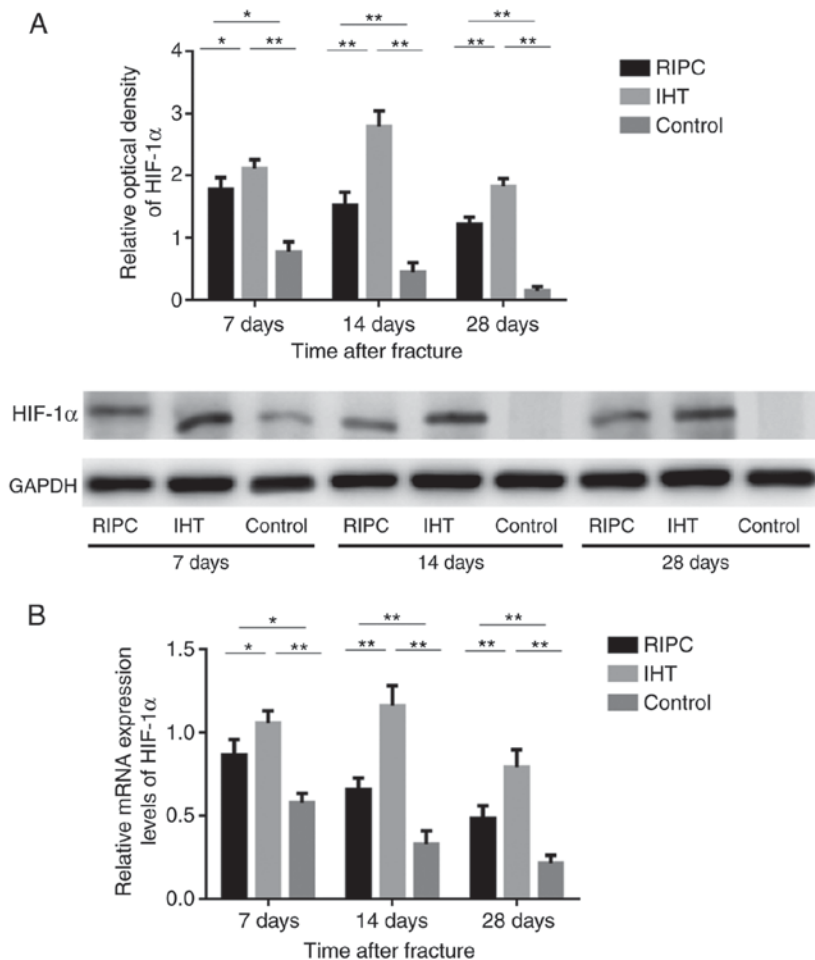 A
* ** **
* ** ** ** ** **
4
3
2
1
0
Relative optical density
of HIF-1α
RIPC
IHT
Control
7 days 14 days 28 days
Time after fracture
HIF-1α
GAPDH
RIPC IHT Control RIPC IHT Control RIPC IHT Control
7 days 14 days 28 days
B
* ** **
* ** ** ** ** **
1.5
1.0
0.5
0.0
Relative mRNA expression
levels of HIF-1α
RIPC
IHT
Control
7 days 14 days 28 days
Time after fracture